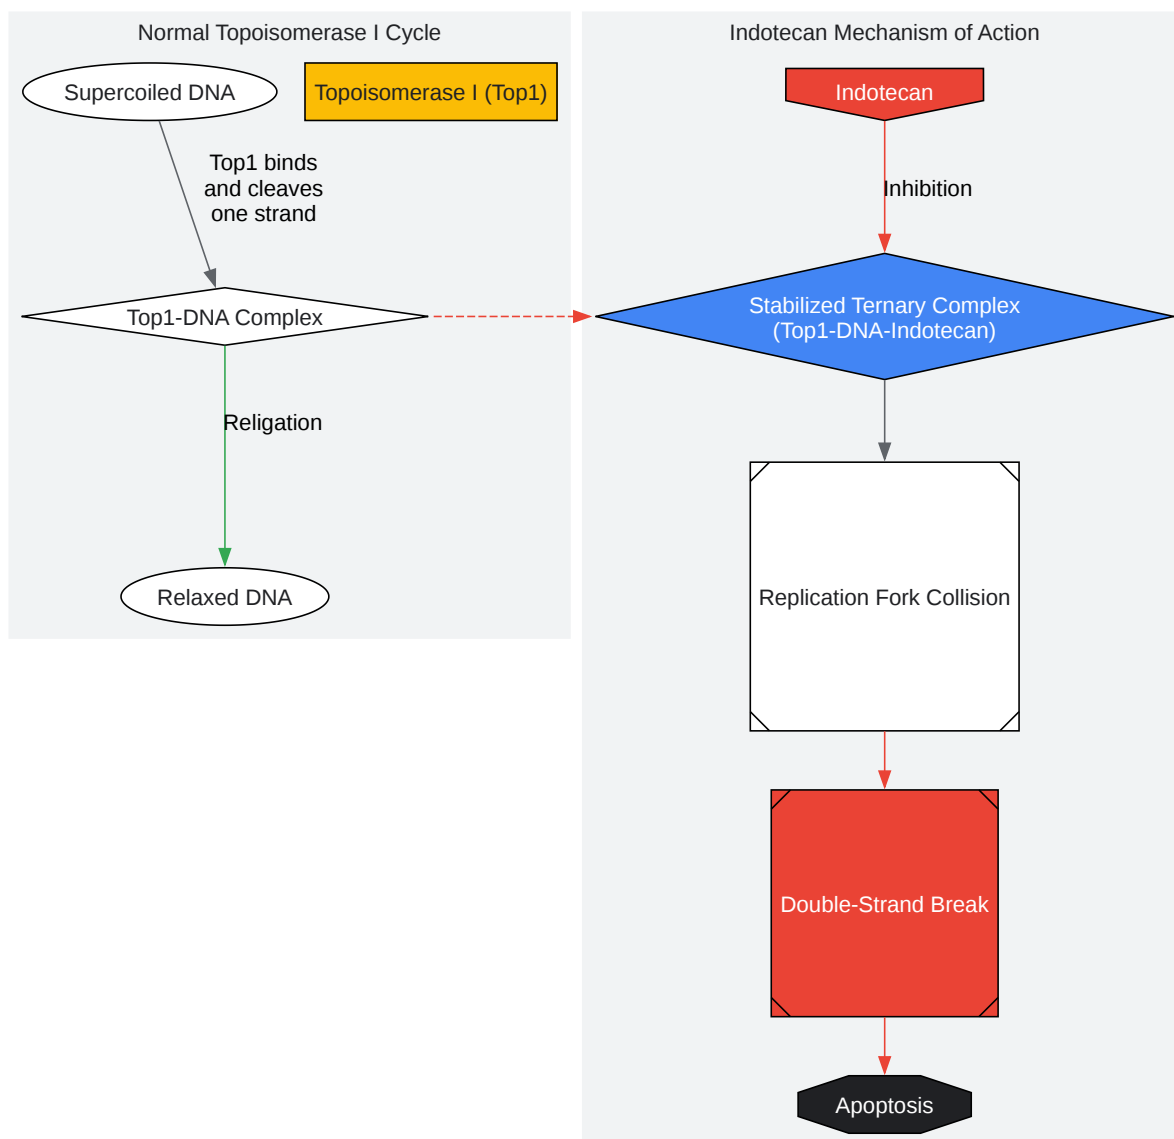 Normal Topoisomerase I Cycle
Supercoiled DNA
Topoisomerase I (Top1)
Top1 binds
and cleaves
one strand
Top1-DNA Complex
Religation
Relaxed DNA
Indotecan Mechanism of Action
Indotecan
Inhibition
Stabilized Ternary Complex
(Top1-DNA-Indotecan)
Replication Fork Collision
Double-Strand Break
Apoptosis